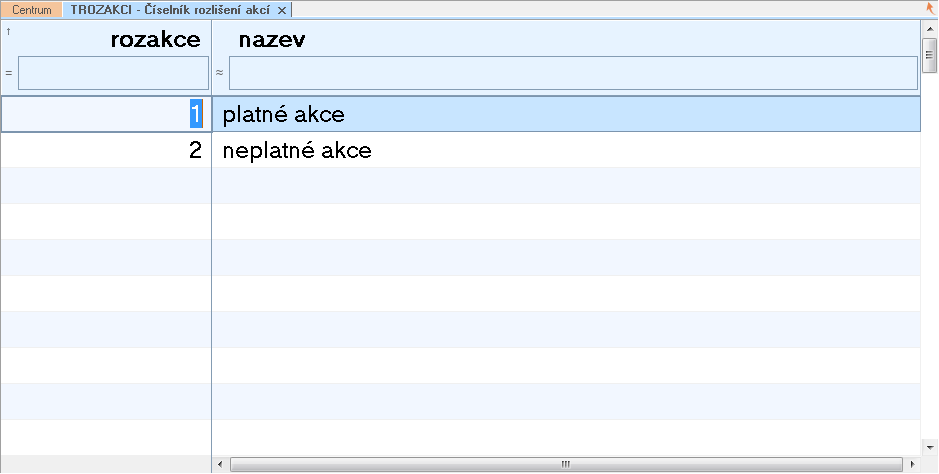 Centrum TROZAKCI - Číselník rozlišení akcí
rozakce nazev
= ≈
1 platné akce
2 neplatné akce